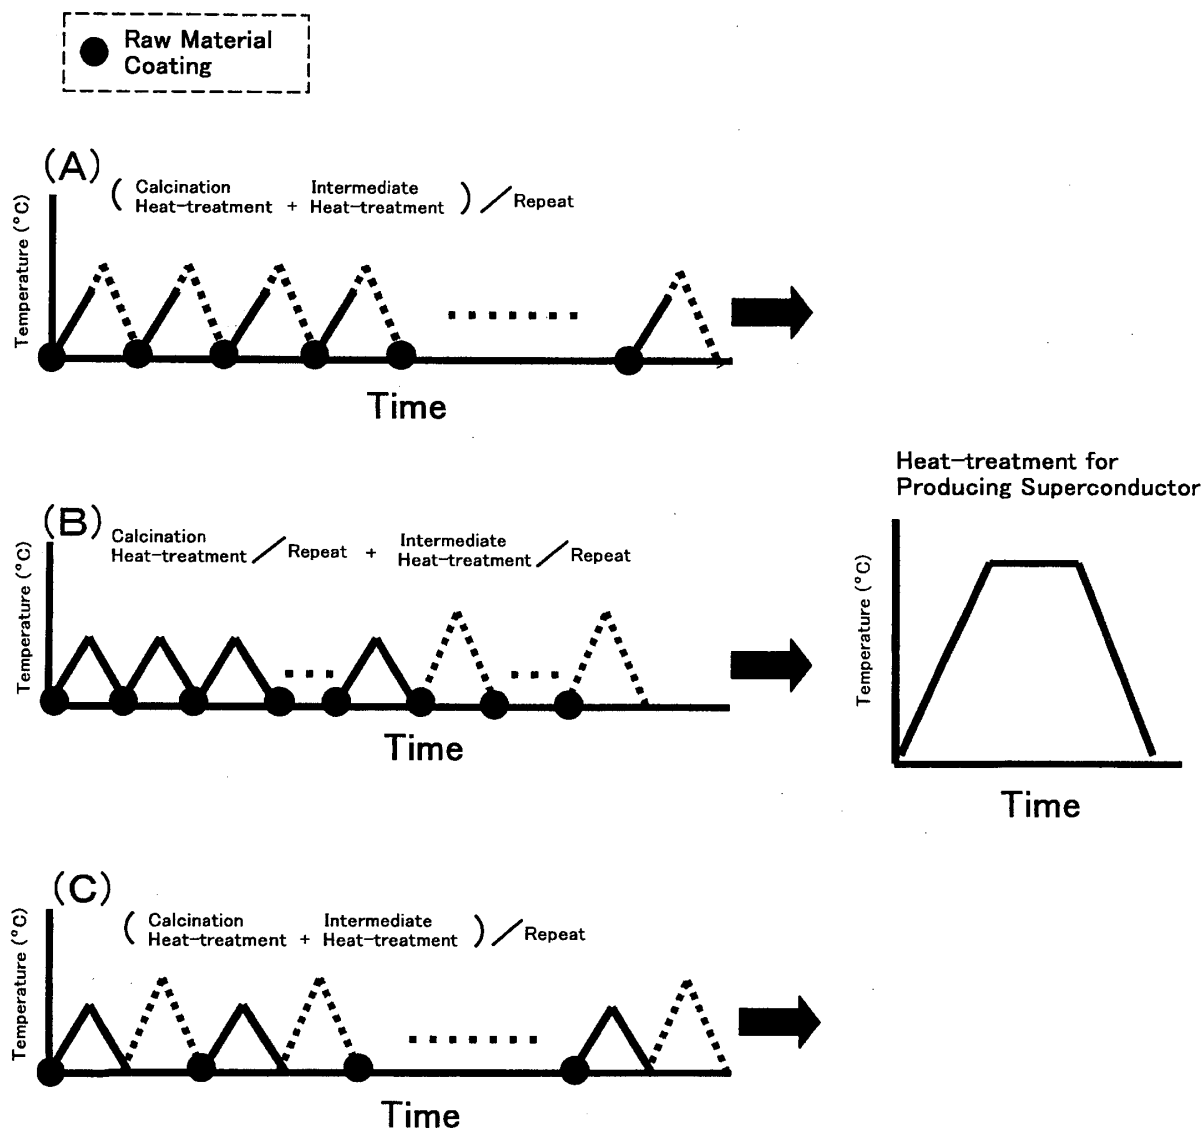 Raw Material
Coating
(A)
( Calcination Heat-treatment + Intermediate Heat-treatment ) / Repeat
Temperature (°C)
Time
(B)
Calcination Heat-treatment / Repeat + Intermediate Heat-treatment / Repeat
Temperature (°C)
Time
Heat-treatment for
Producing Superconductor
Temperature (°C)
Time
(C)
( Calcination Heat-treatment + Intermediate Heat-treatment ) / Repeat
Temperature (°C)
Time